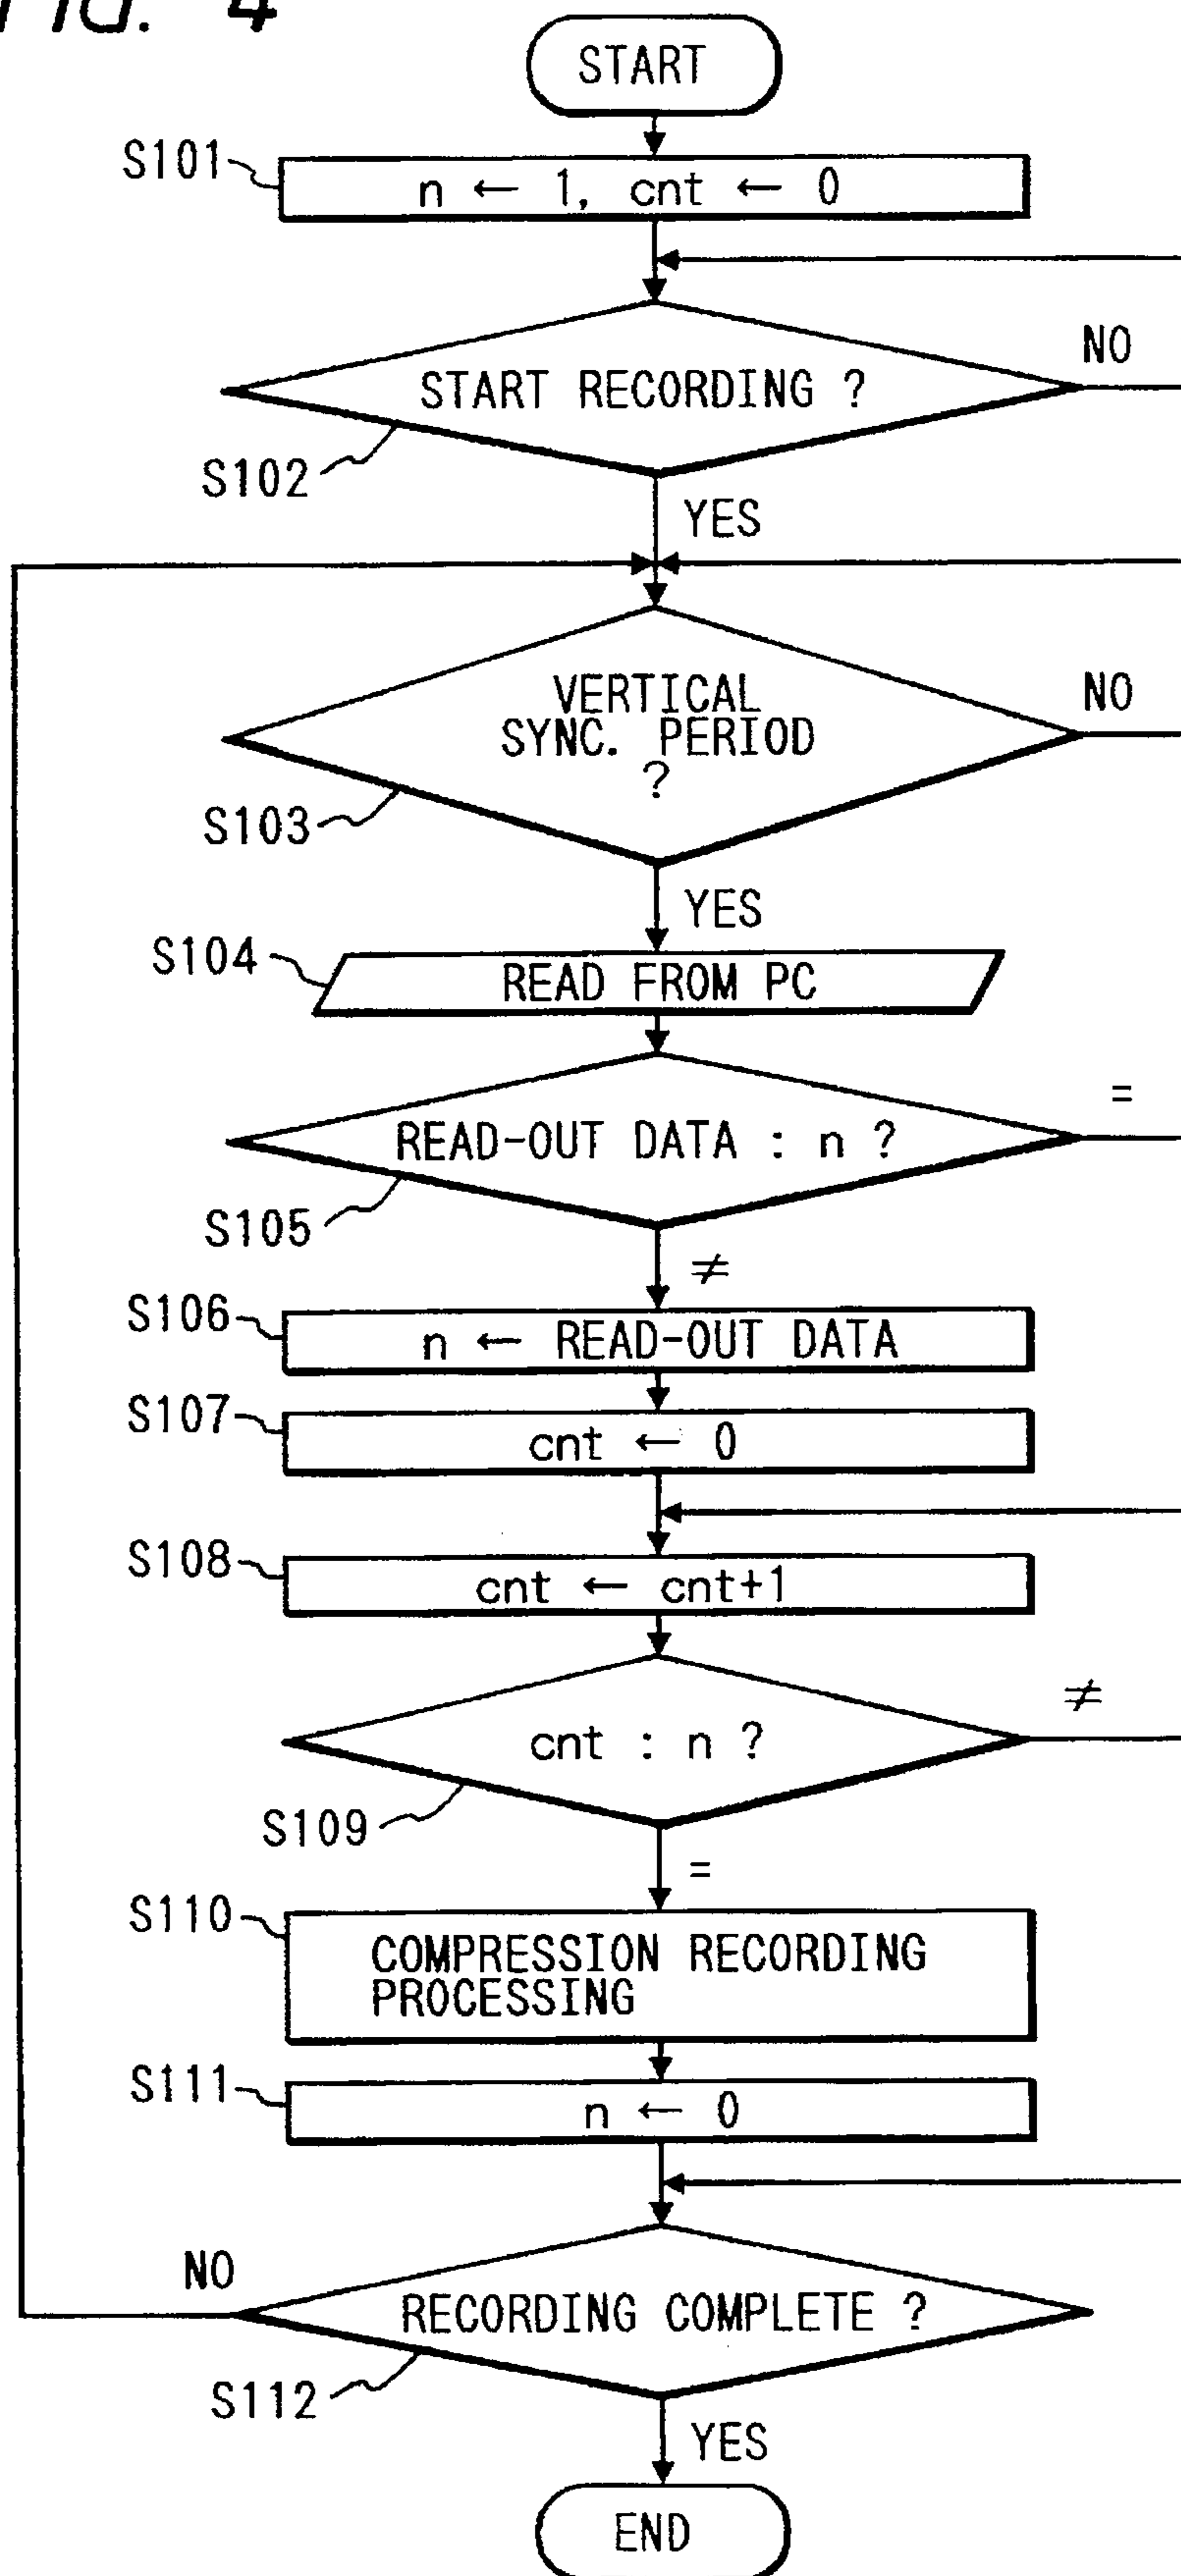 FIG. 4
START
S101
n ← 1, cnt ← 0
START RECORDING ?
NO
S102
YES
VERTICAL
SYNC. PERIOD
?
NO
S103
YES
S104
READ FROM PC
READ-OUT DATA : n ?
=
S105
≠
S106
n ← READ-OUT DATA
S107
cnt ← 0
S108
cnt ← cnt+1
cnt : n ?
≠
S109
=
S110
COMPRESSION RECORDING
PROCESSING
S111
n ← 0
NO
RECORDING COMPLETE ?
S112
YES
END